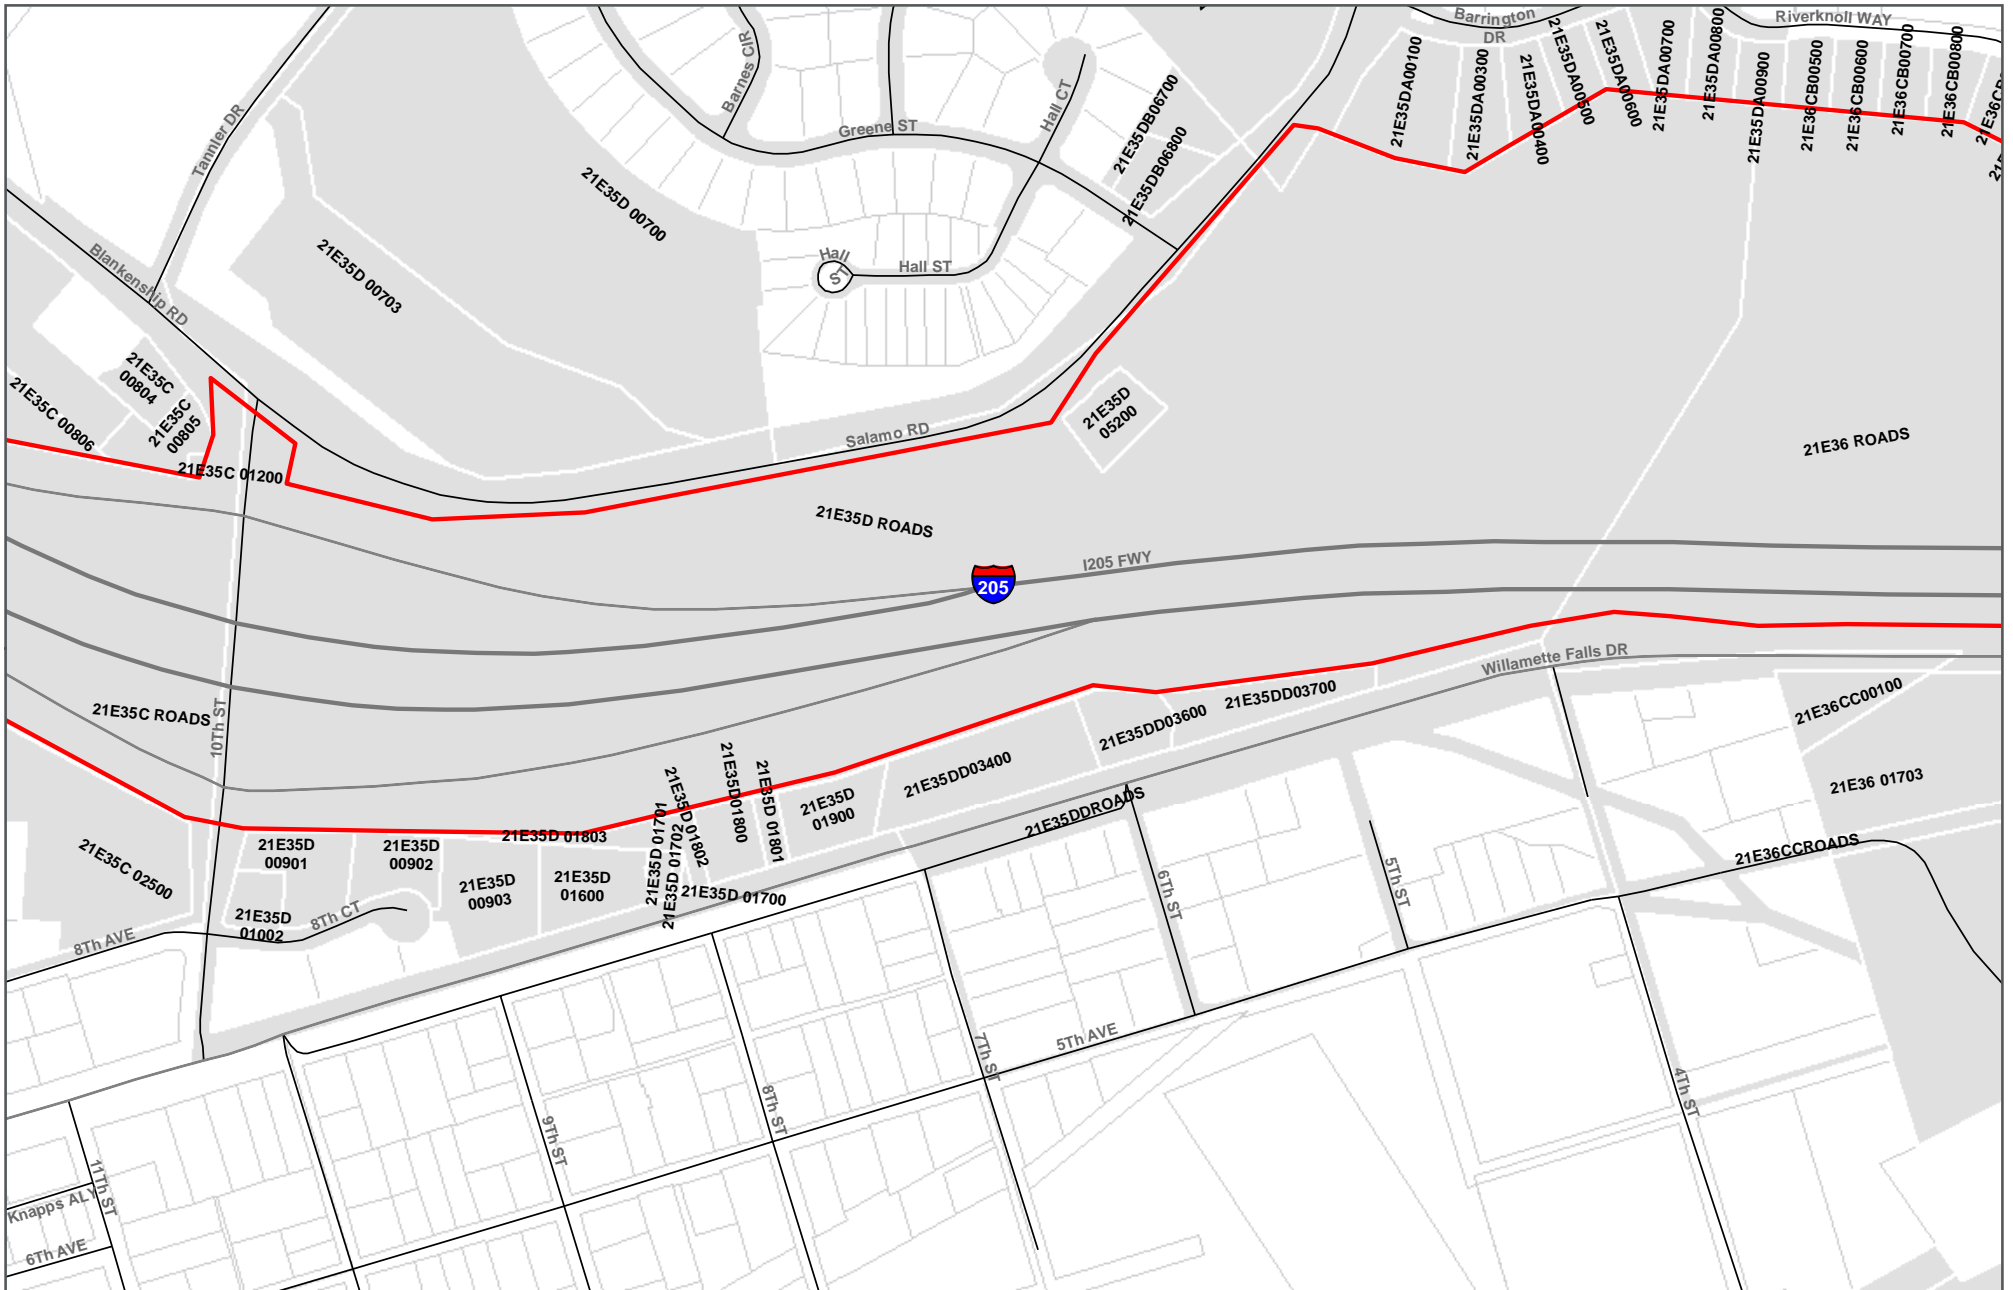 Barrington
DR
Riverknoll WAY
Barnes CIR
Tannler DR
Greene ST
Hall CT
21E35DB06700
21E35DB06800
21E35DA00100
21E35DA00300
21E35DA00400
21E35DA00500
21E35DA00600
21E35DA00700
21E35DA00800
21E35DA00900
21E36CB00500
21E36CB00600
21E36CB00700
21E36CB00800
21E35D 00700
21E35D 00703
Blankenship RD
Hall
ST
Hall ST
21E35C
00804
21E35C
00805
21E35C 00806
21E35C 01200
Salamo RD
21E35D
05200
21E36 ROADS
21E35D ROADS
I205 FWY
205
21E35C ROADS
10Th ST
Willamette Falls DR
21E35DD03700
21E35DD03600
21E35DD03400
21E36CC00100
21E36 01703
21E35D
01900
21E35D 01801
21E35D01800
21E35D 01802
21E35D 01701
21E35D 01702
21E35D 01700
21E35D 01803
21E35D
00901
21E35D
00902
21E35D
00903
21E35D
01600
21E35C 02500
21E35D
01002
8Th CT
8Th AVE
21E35DDROADS
21E36CCROADS
6Th ST
5Th ST
5Th AVE
7Th ST
8Th ST
9Th ST
4Th ST
11Th ST
Knapps ALY
6Th AVE